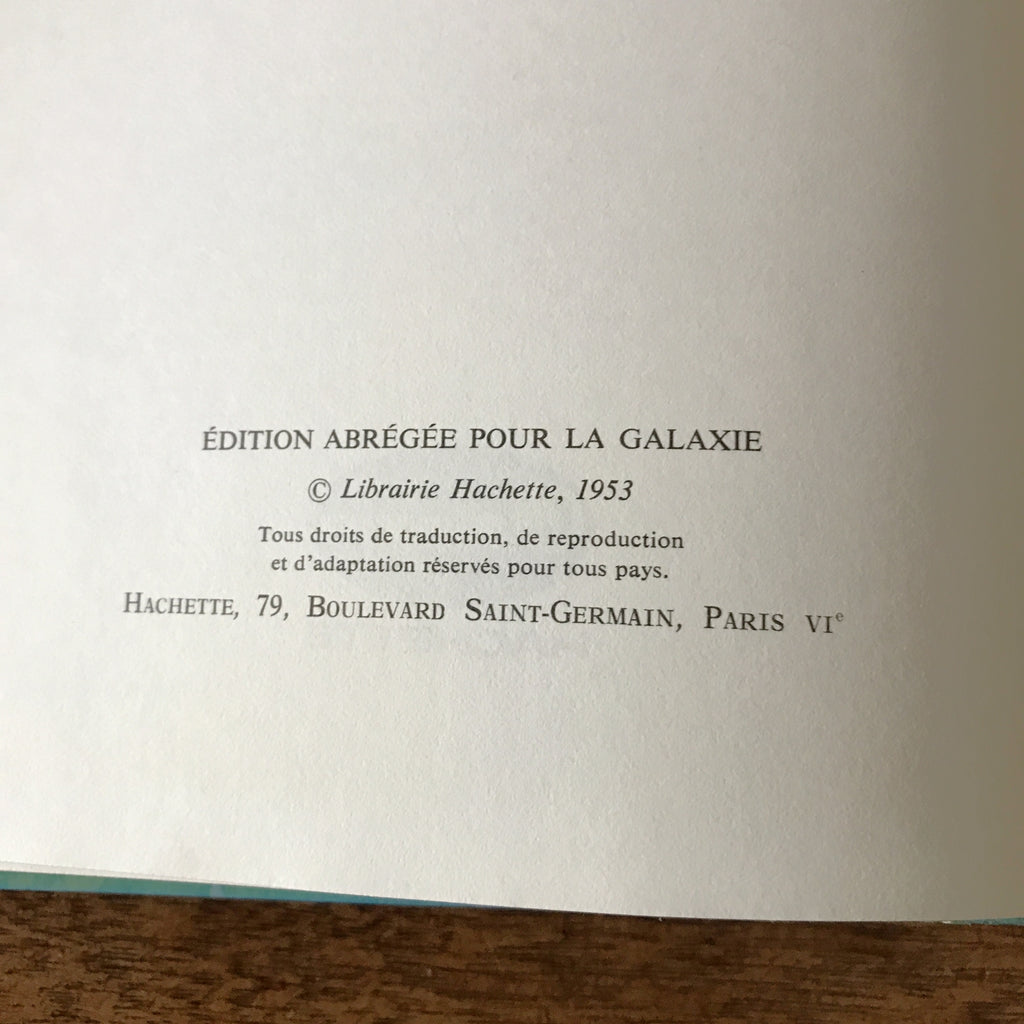 ÉDITION ABRÉGÉE POUR LA GALAXIE
© Librairie Hachette, 1953
Tous droits de traduction, de reproduction
et d'adaptation réservés pour tous pays.
HACHETTE, 79, BOULEVARD SAINT-GERMAIN, PARIS VIe